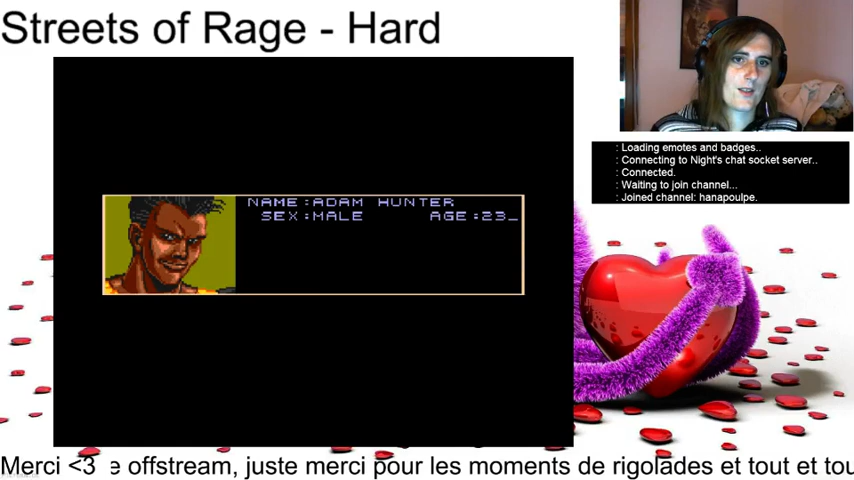 Streets of Rage - Hard
NAME:ADAM HUNTER
SEX:MALE AGE:23_
: Loading emotes and badges..
: Connecting to Night's chat socket server..
: Connected.
: Waiting to join channel...
: Joined channel: hanapoulpe.
Merci <3 e offstream, juste merci pour les moments de rigolades et tout et tou